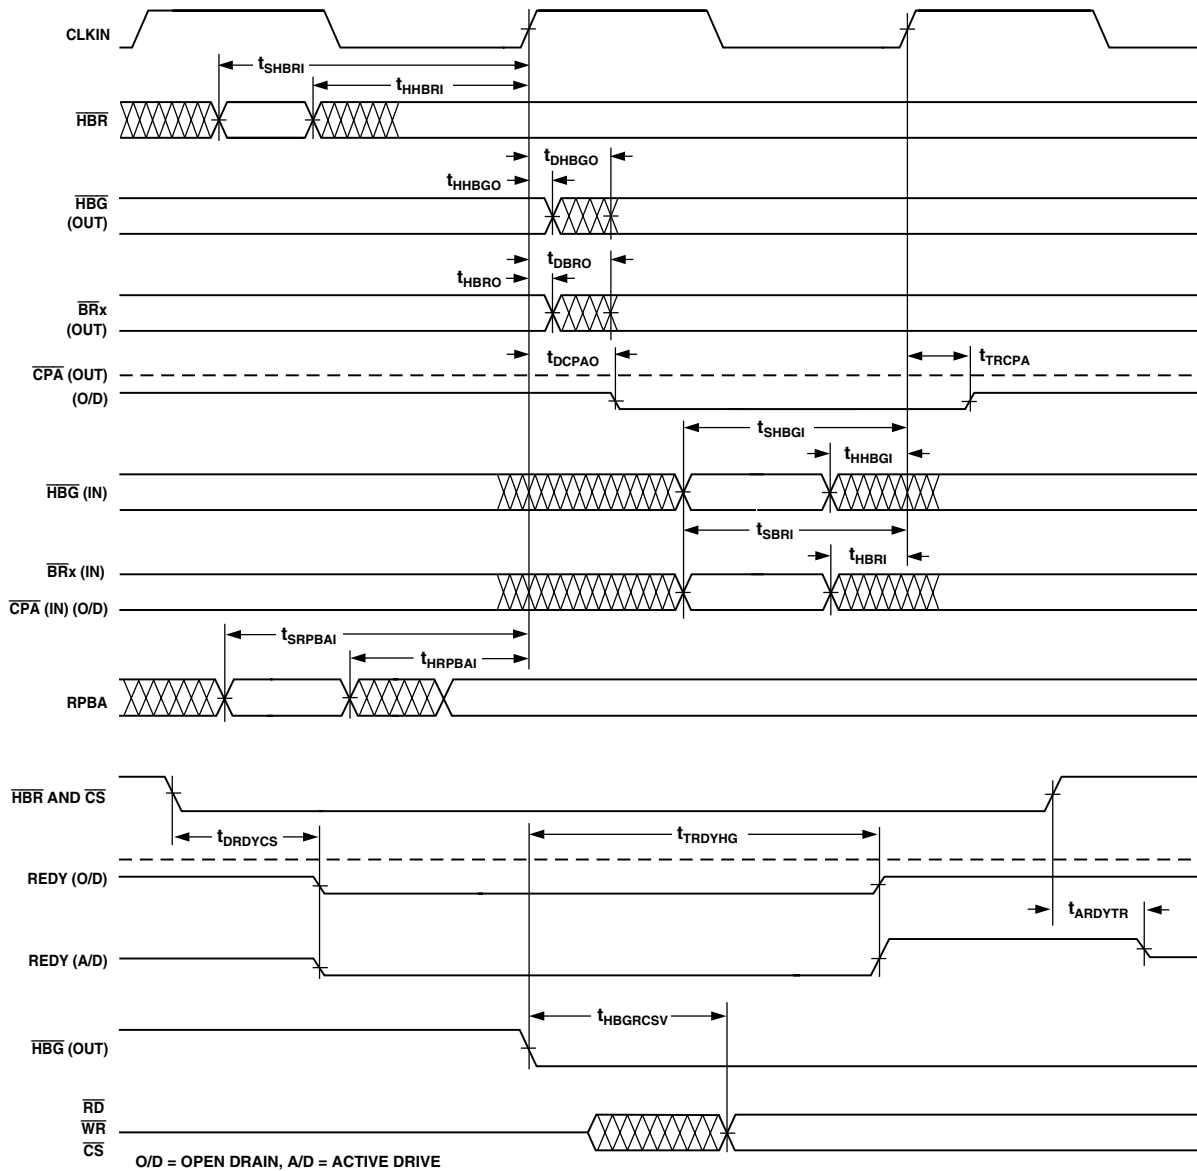 CLKIN
tSHBRI
tHHBRI
HBR
tDHBGO
tHHBGO
HBG
(OUT)
tDBRO
tHBRO
BRx
(OUT)
tDCPAO
tTRCPA
CPA (OUT)
(O/D)
tSHBGI
tHHBGI
HBG (IN)
tSBRI
tHBRI
BRx (IN)
CPA (IN) (O/D)
tSRPBAI
tHRPBAI
RPBA
HBR AND CS
tDRDYCS
tTRDYHG
REDY (O/D)
tARDYTR
REDY (A/D)
tHBGRCSV
HBG (OUT)
RD
WR
CS
O/D = OPEN DRAIN, A/D = ACTIVE DRIVE